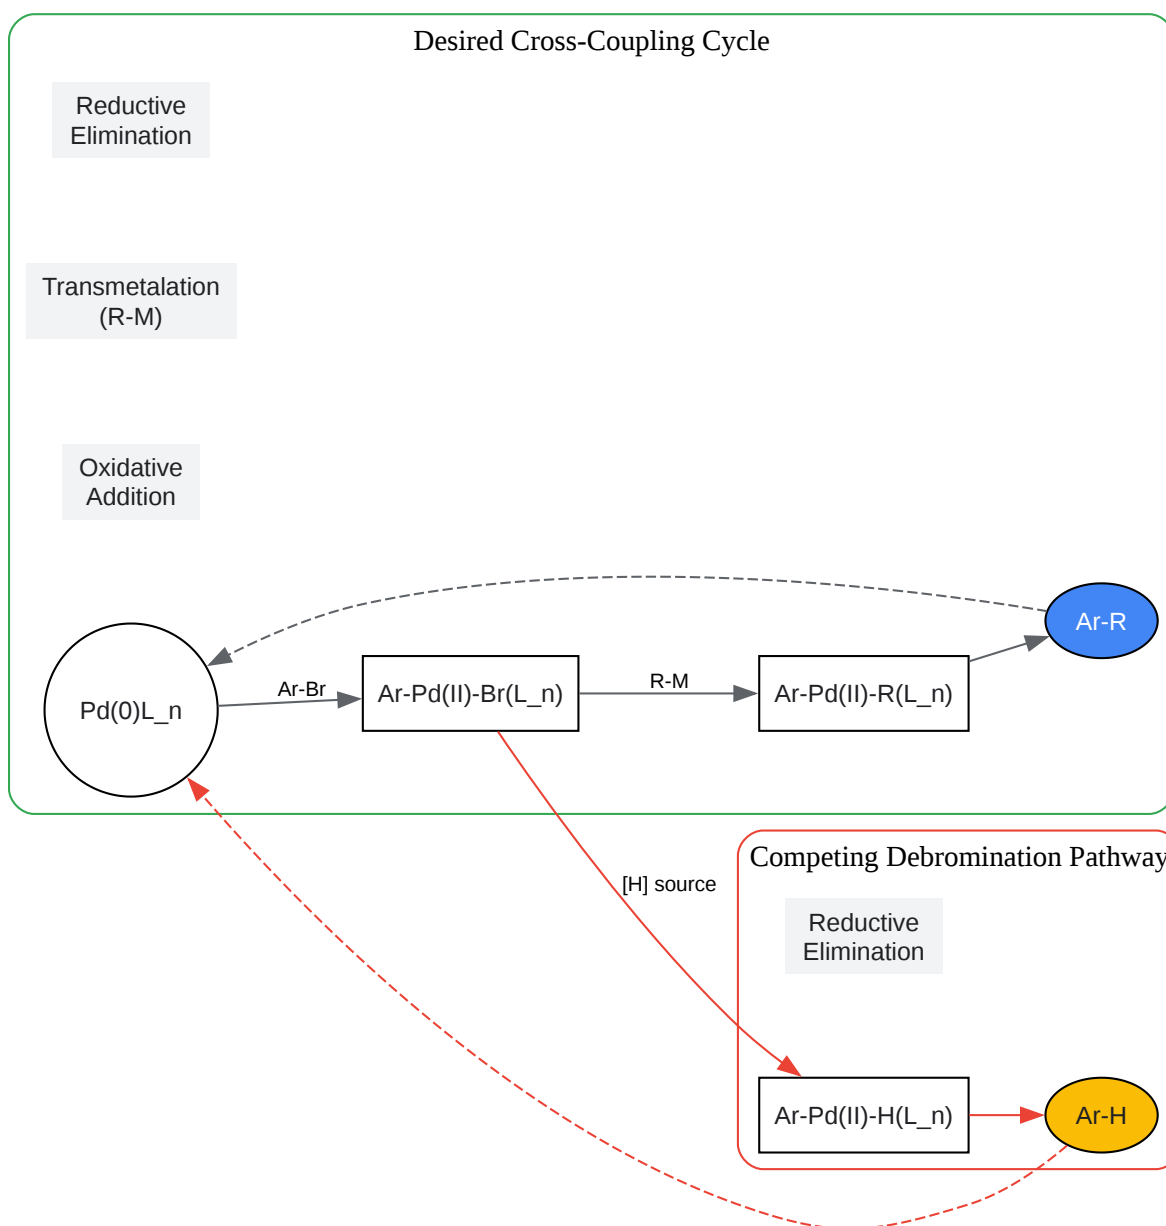 Desired Cross-Coupling Cycle
Reductive
Elimination
Transmetalation
(R-M)
Oxidative
Addition
Ar-R
Pd(0)L_n
Ar-Br
Ar-Pd(II)-Br(L_n)
R-M
Ar-Pd(II)-R(L_n)
Competing Debromination Pathway
[H] source
Reductive
Elimination
Ar-Pd(II)-H(L_n)
Ar-H